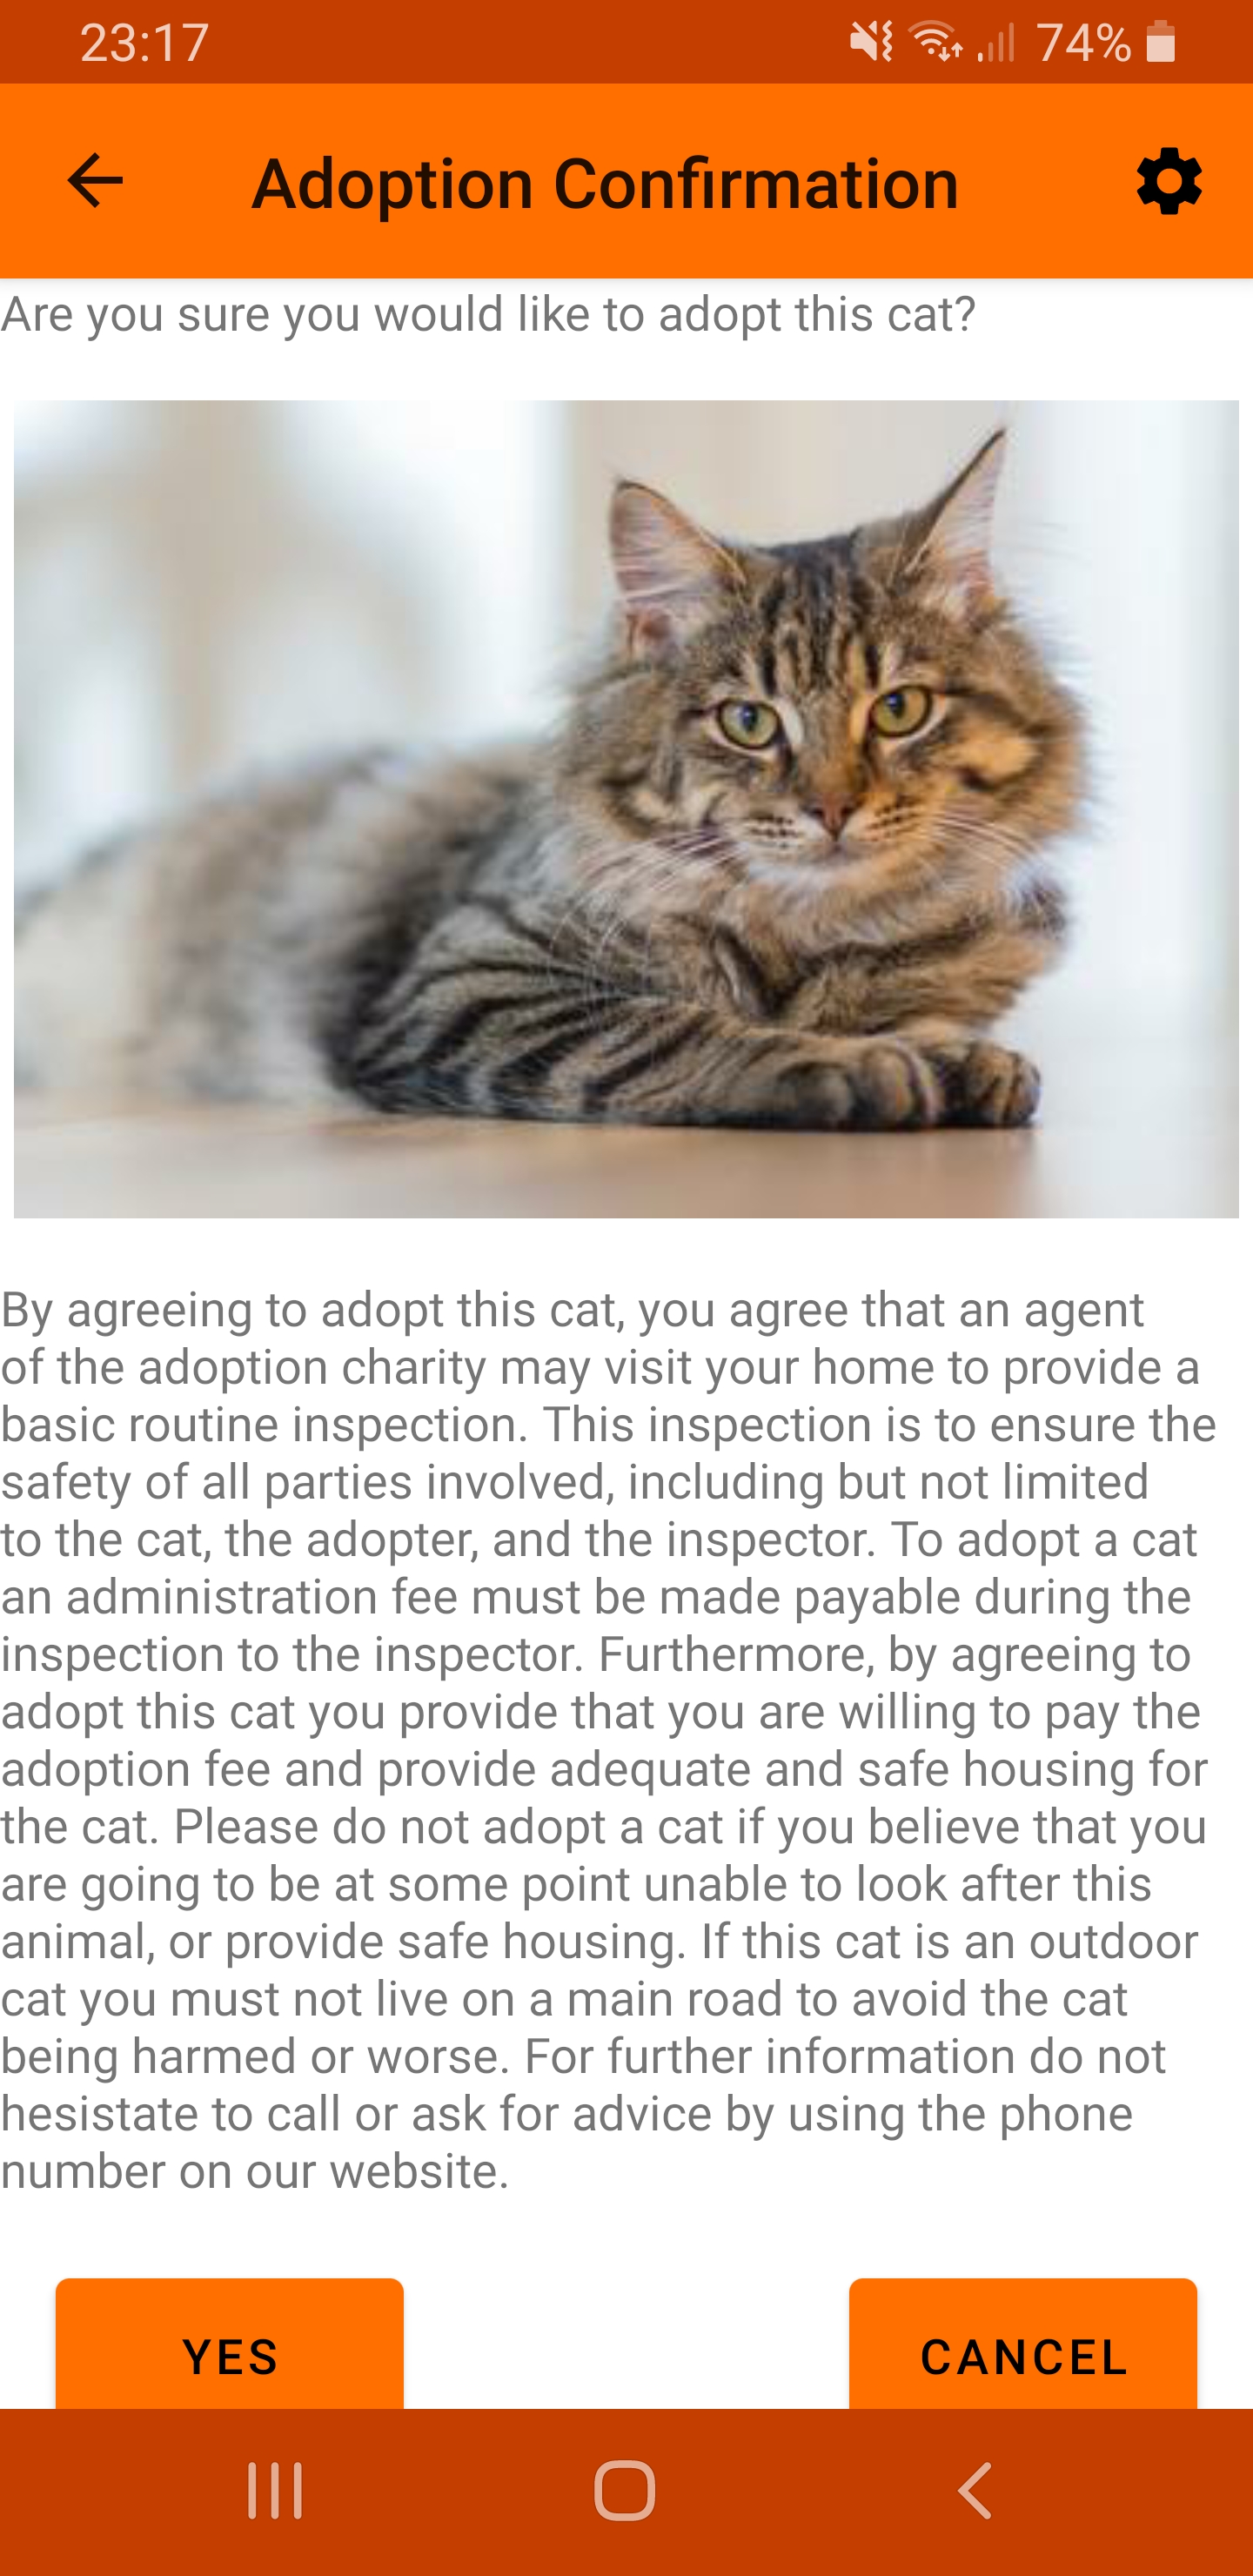 23:17
74%
Adoption Confirmation
Are you sure you would like to adopt this cat?
By agreeing to adopt this cat, you agree that an agent
of the adoption charity may visit your home to provide a
basic routine inspection. This inspection is to ensure the
safety of all parties involved, including but not limited
to the cat, the adopter, and the inspector. To adopt a cat
an administration fee must be made payable during the
inspection to the inspector. Furthermore, by agreeing to
adopt this cat you provide that you are willing to pay the
adoption fee and provide adequate and safe housing for
the cat. Please do not adopt a cat if you believe that you
are going to be at some point unable to look after this
animal, or provide safe housing. If this cat is an outdoor
cat you must not live on a main road to avoid the cat
being harmed or worse. For further information do not
hesistate to call or ask for advice by using the phone
number on our website.
YES
CANCEL